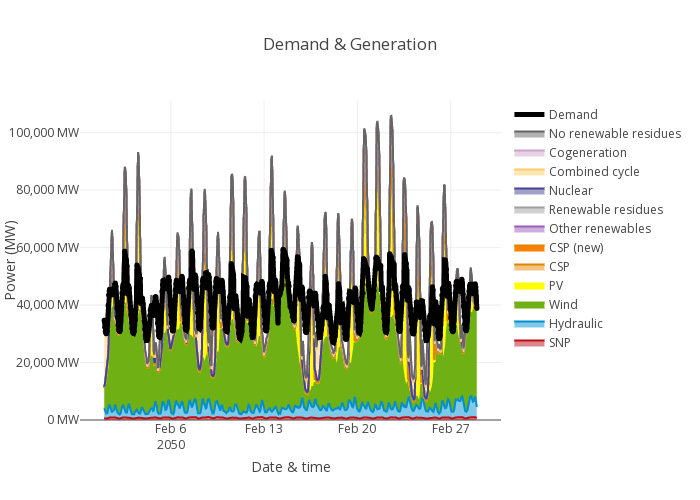 Demand & Generation
Power (MW)
100,000 MW
80,000 MW
60,000 MW
40,000 MW
20,000 MW
0 MW
Feb 6
2050
Feb 13
Feb 20
Feb 27
Date & time
Demand
No renewable residues
Cogeneration
Combined cycle
Nuclear
Renewable residues
Other renewables
CSP (new)
CSP
PV
Wind
Hydraulic
SNP